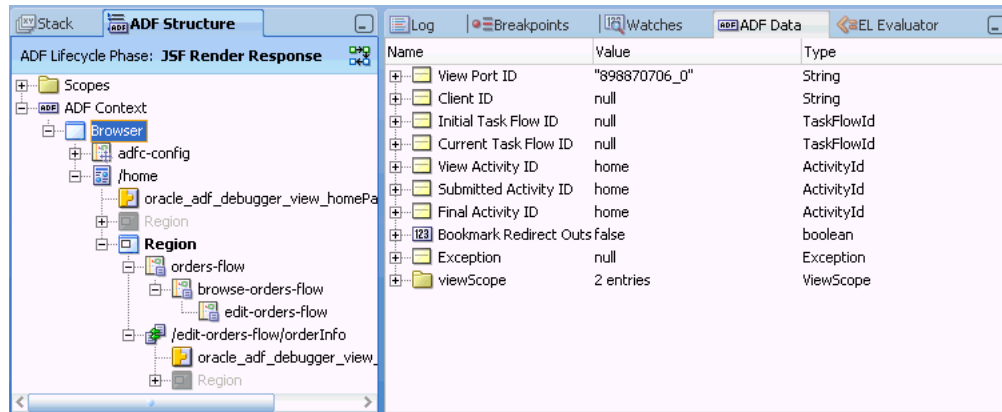 Stack
ADF Structure
ADF Lifecycle Phase: JSF Render Response
Scopes
ADF Context
Browser
adfc-config
/home
oracle_adf_debugger_view_homePa
Region
Region
orders-flow
browse-orders-flow
edit-orders-flow
/edit-orders-flow/orderInfo
oracle_adf_debugger_view_
Region
Log
Breakpoints
Watches
ADF Data
EL Evaluator
Name Value Type
View Port ID "898870706_0" String
Client ID null String
Initial Task Flow ID null TaskFlowId
Current Task Flow ID null TaskFlowId
View Activity ID home ActivityId
Submitted Activity ID home ActivityId
Final Activity ID home ActivityId
Bookmark Redirect Outs false boolean
Exception null Exception
viewScope 2 entries ViewScope